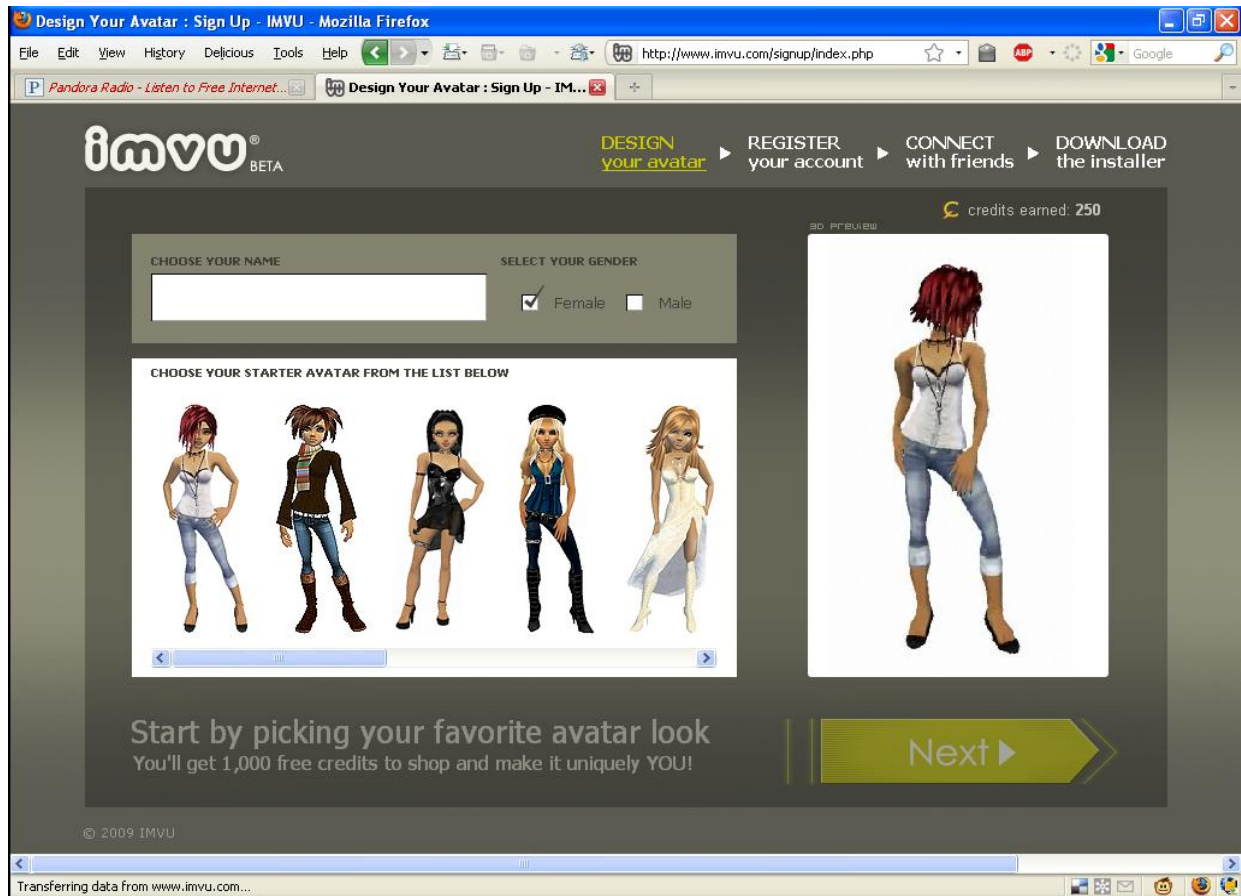 Design Your Avatar : Sign Up - IMVU - Mozilla Firefox
File Edit View History Delicious Tools Help
http://www.imvu.com/signup/index.php
ABP
Google
P Pandora Radio - Listen to Free Internet...
Design Your Avatar : Sign Up - IM...
imvu® BETA
DESIGN your avatar
REGISTER your account
CONNECT with friends
DOWNLOAD the installer
credits earned: 250
3D Preview
CHOOSE YOUR NAME
SELECT YOUR GENDER
Female Male
CHOOSE YOUR STARTER AVATAR FROM THE LIST BELOW
Start by picking your favorite avatar look
You'll get 1,000 free credits to shop and make it uniquely YOU!
Next
© 2009 IMVU
Transferring data from www.imvu.com...